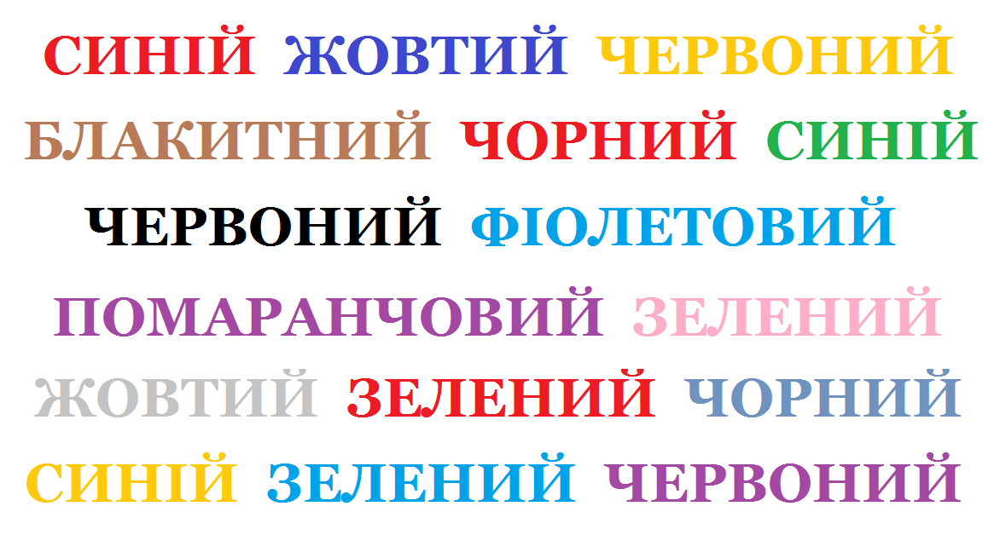 СИНІЙ ЖОВТИЙ ЧЕРВОНИЙ
БЛАКИТНИЙ ЧОРНИЙ СИНІЙ
ЧЕРВОНИЙ ФІОЛЕТОВИЙ
ПОМАРАНЧОВИЙ ЗЕЛЕНИЙ
ЖОВТИЙ ЗЕЛЕНИЙ ЧОРНИЙ
СИНІЙ ЗЕЛЕНИЙ ЧЕРВОНИЙ